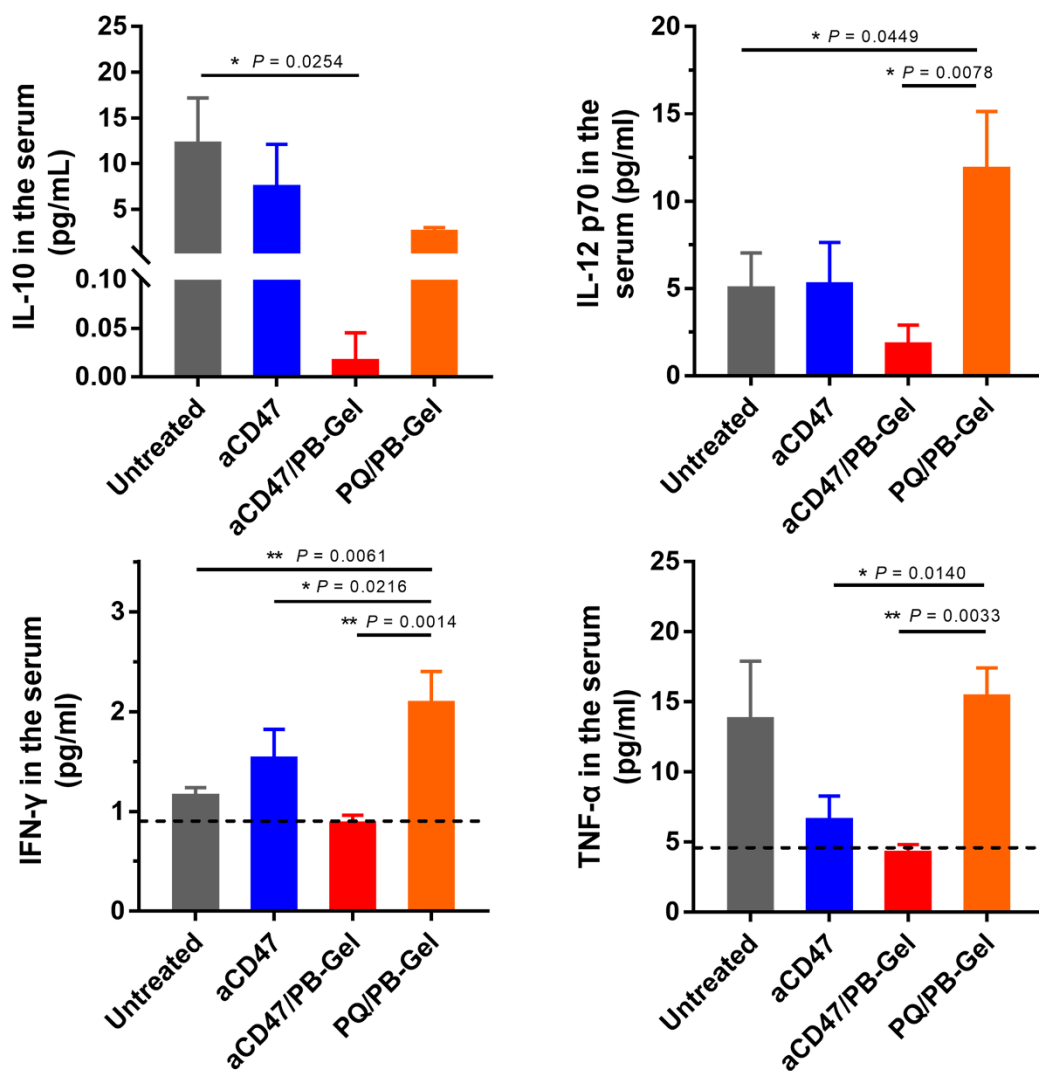 IL-10 in the serum
(pg/mL)
25
20
15
10
5
0.10
0.05
0.00
* P = 0.0254
Untreated
aCD47
aCD47/PB-Gel
PQ/PB-Gel
IL-12 p70 in the
serum (pg/ml)
20
15
10
5
0
* P = 0.0449
* P = 0.0078
Untreated
aCD47
aCD47/PB-Gel
PQ/PB-Gel
IFN-γ in the serum
(pg/ml)
3
2
1
0
** P = 0.0061
* P = 0.0216
** P = 0.0014
Untreated
aCD47
aCD47/PB-Gel
PQ/PB-Gel
TNF-α in the serum
(pg/ml)
25
20
15
10
5
0
* P = 0.0140
** P = 0.0033
Untreated
aCD47
aCD47/PB-Gel
PQ/PB-Gel